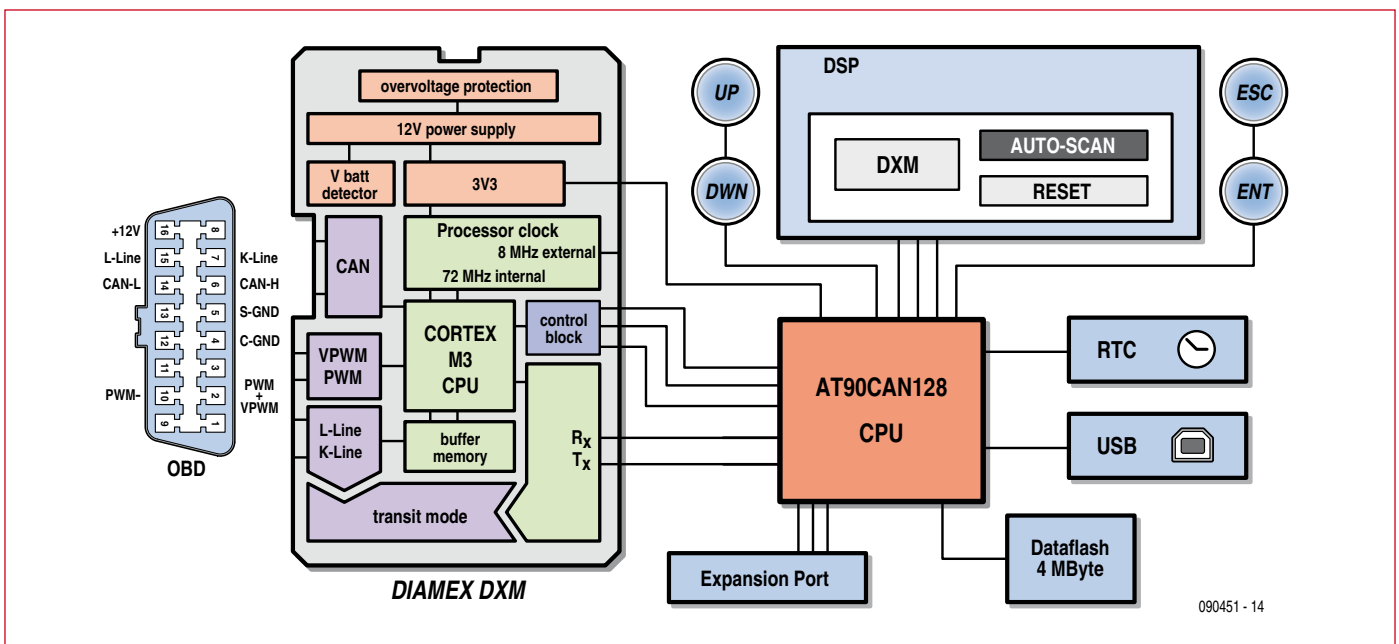 overvoltage protection
12V power supply
V batt
detector
3V3
Processor clock
8 MHz external
72 MHz internal
CAN
CORTEX
M3
CPU
control
block
VPWM
PWM
L-Line
K-Line
buffer
memory
Rx
Tx
transit mode
DIAMEX DXM
+12V
L-Line
CAN-L
PWM-
16
15
14
13
12
11
10
9
8
7
6
5
4
3
2
1
K-Line
CAN-H
S-GND
C-GND
PWM
+
VPWM
OBD
UP
DWN
DSP
DXM
AUTO-SCAN
RESET
ESC
ENT
AT90CAN128
CPU
RTC
USB
Dataflash
4 MByte
Expansion Port
090451 - 14